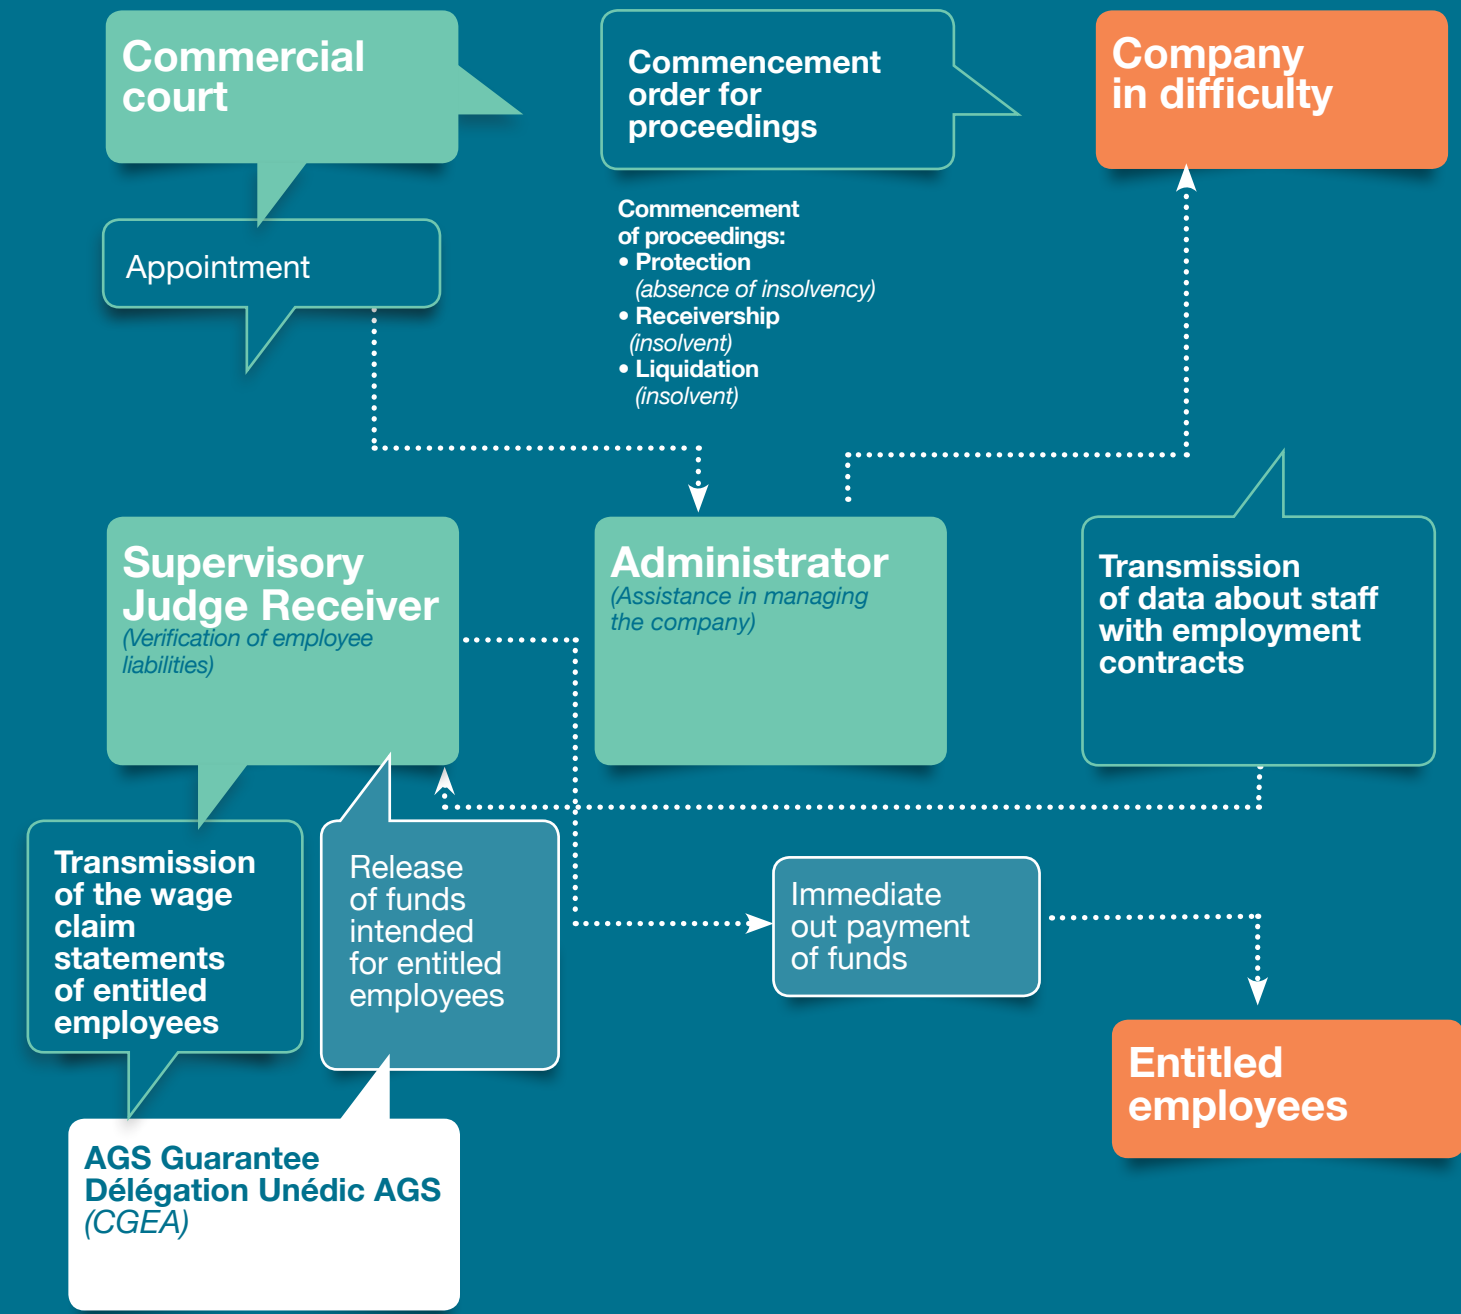 Commercial
court
Commencement
order for
proceedings
Company
in difficulty
Appointment
Commencement
of proceedings:
• Protection
(absence of insolvency)
• Receivership
(insolvent)
• Liquidation
(insolvent)
Supervisory
Judge Receiver
(Verification of employee
liabilities)
Administrator
(Assistance in managing
the company)
Transmission
of data about staff
with employment
contracts
Transmission
of the wage
claim
statements
of entitled
employees
Release
of funds
intended
for entitled
employees
Immediate
out payment
of funds
Entitled
employees
AGS Guarantee
Délégation Unédic AGS
(CGEA)